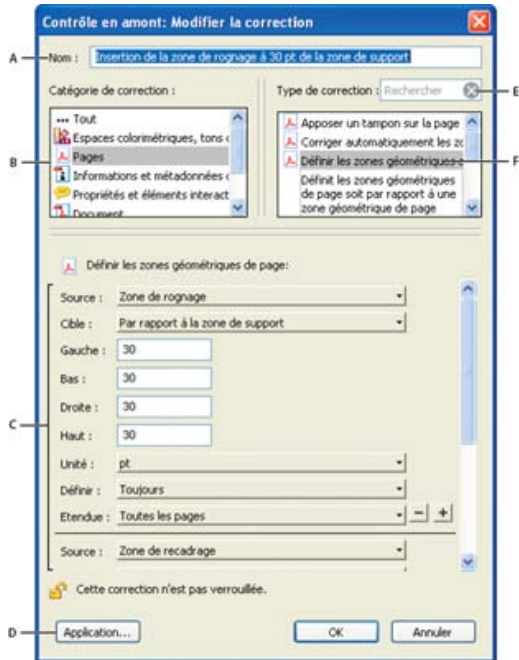 Contrôle en amont: Modifier la correction
A
Nom : Insertion de la zone de rognage à 30 pt de la zone de support
Catégorie de correction :
Type de correction : Rechercher
E
B
Tout
Espaces colorimétriques, tons
Pages
Informations et métadonnées
Propriétés et éléments interact
Document
Apposer un tampon sur la page
Corriger automatiquement les
Définir les zones géométriques
F
Définit les zones géométriques
de page soit par rapport à une
zone géométrique de page
Définir les zones géométriques de page:
C
Source : Zone de rognage
Cible : Par rapport à la zone de support
Gauche : 30
Bas : 30
Droite : 30
Haut : 30
Unité : pt
Définir : Toujours
Etendue : Toutes les pages - +
Source : Zone de recadrage
Cette correction n'est pas verrouillée.
D
Application... OK Annuler